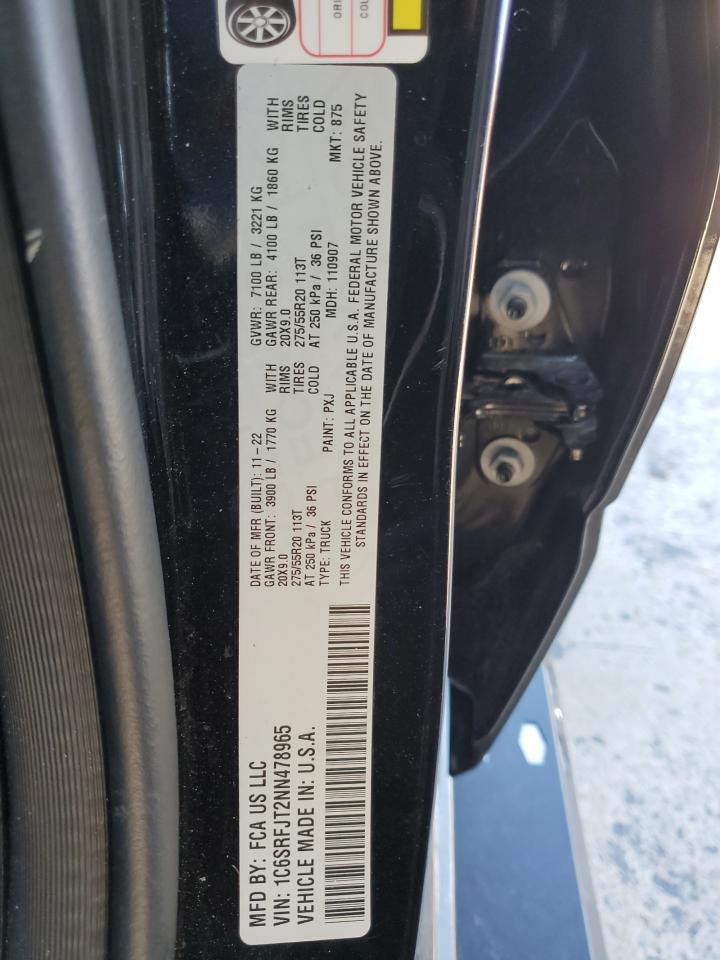 MFD BY: FCA US LLC
VIN: 1C6SRFJT2NN478965
VEHICLE MADE IN: U.S.A.
DATE OF MFR (BUILT): 11-22 GVWR: 7100 LB / 3221 KG
GAWR FRONT: 3900 LB / 1770 KG WITH GAWR REAR: 4100 LB / 1860 KG WITH
20X9.0 RIMS 20X9.0 RIMS
275/55R20 113T TIRES 275/55R20 113T TIRES
AT 250 kPa / 36 PSI COLD AT 250 kPa / 36 PSI COLD
TYPE: TRUCK PAINT: PXJ MDH: 110907 MKT: 875
THIS VEHICLE CONFORMS TO ALL APPLICABLE U.S.A. FEDERAL MOTOR VEHICLE SAFETY
STANDARDS IN EFFECT ON THE DATE OF MANUFACTURE SHOWN ABOVE.